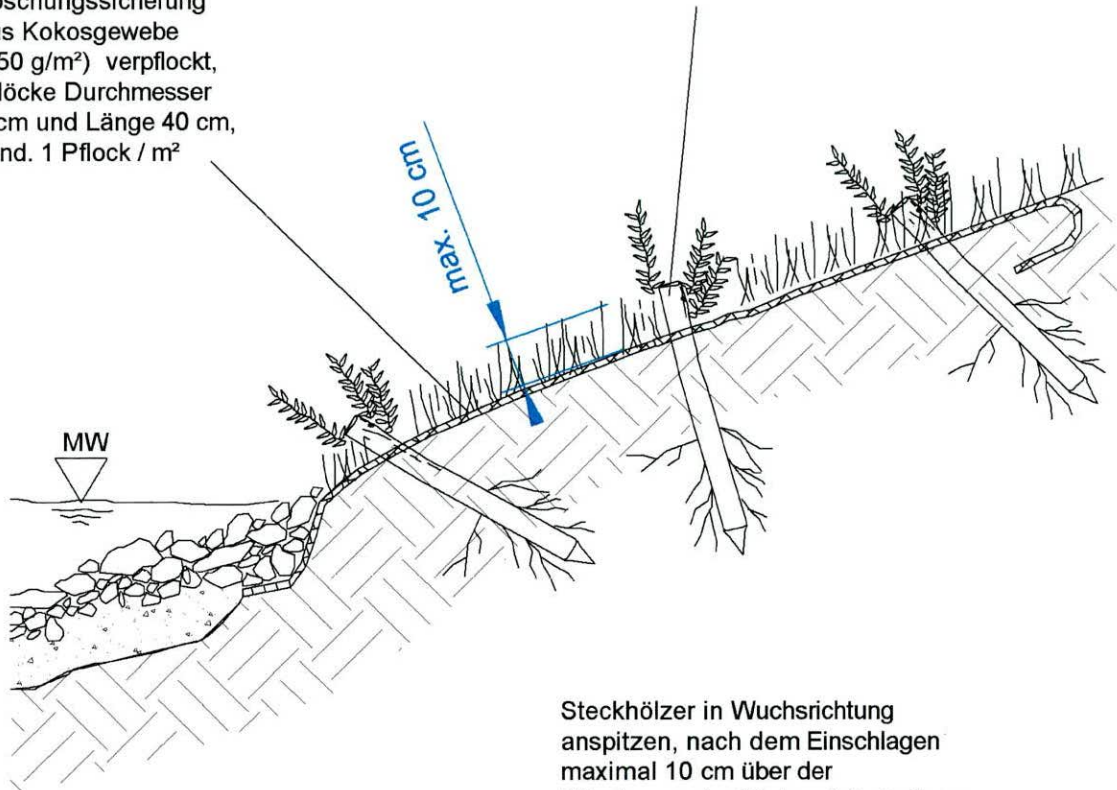 öschungssicherung
us Kokosgewebe
50 g/m²) verpflockt,
löcke Durchmesser
cm und Länge 40 cm,
nd. 1 Pflock / m²
max. 10 cm
MW
Steckhölzer in Wuchsrichtung
anspitzen, nach dem Einschlagen
maximal 10 cm über der